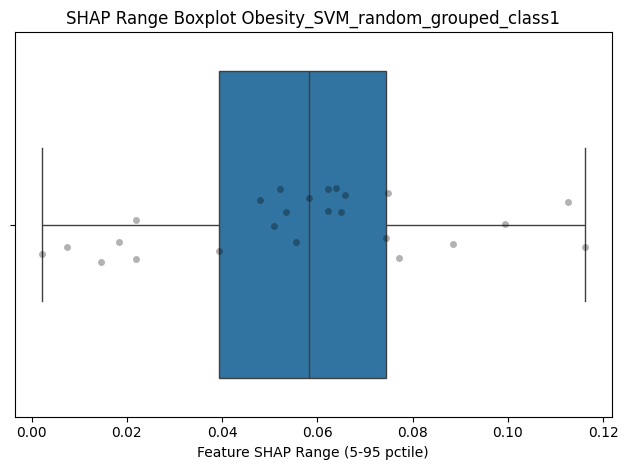 SHAP Range Boxplot Obesity_SVM_random_grouped_class1
0.00 0.02 0.04 0.06 0.08 0.10 0.12
Feature SHAP Range (5-95 pctile)